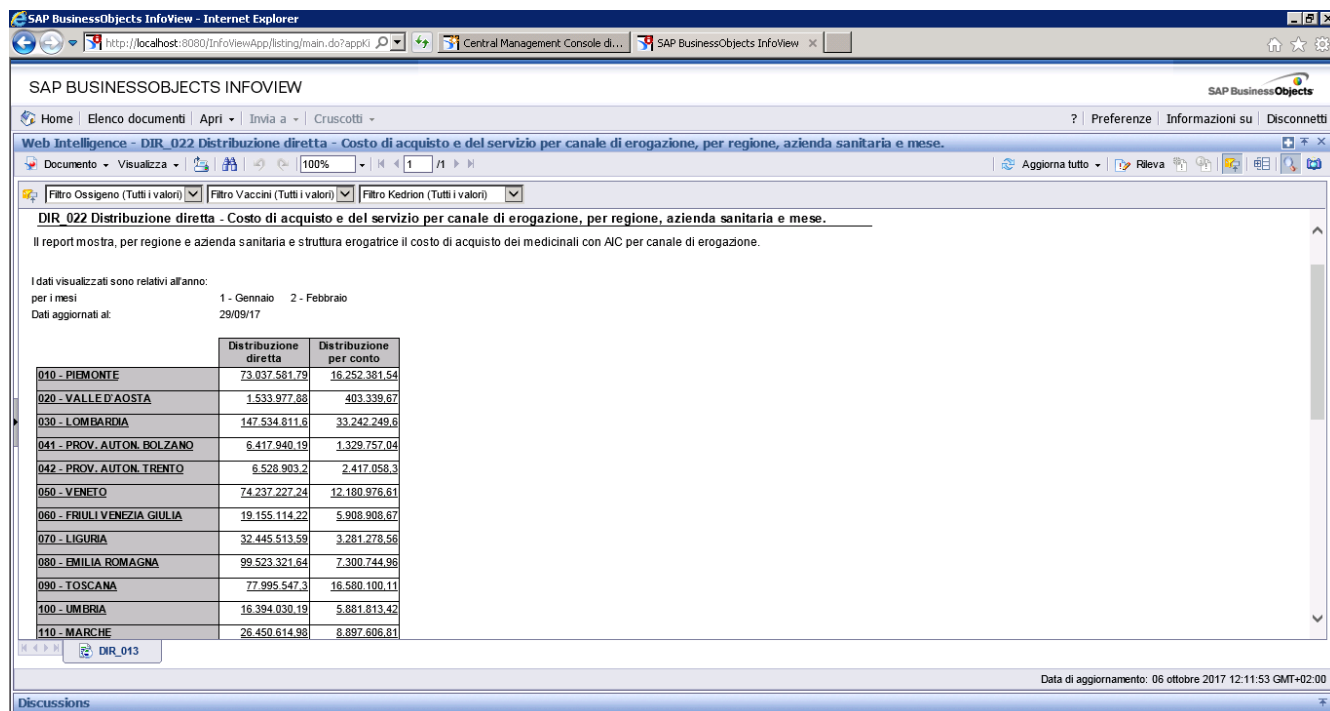 SAP BusinessObjects InfoView - Internet Explorer
http://localhost:8080/InfoViewApp/listing/main.do?appKi
Central Management Console di...
SAP BusinessObjects InfoView
SAP BUSINESSOBJECTS INFOVIEW
SAP BusinessObjects
Home Elenco documenti Apri Invia a Cruscotti ? Preferenze Informazioni su Disconnetti
Web Intelligence - DIR_022 Distribuzione diretta - Costo di acquisto e del servizio per canale di erogazione, per regione, azienda sanitaria e mese.
Documento Visualizza 100% 1 /1 Aggiorna tutto Rileva
Filtro Ossigeno (Tutti i valori) Filtro Vaccini (Tutti i valori) Filtro Kedrion (Tutti i valori)
DIR_022 Distribuzione diretta - Costo di acquisto e del servizio per canale di erogazione, per regione, azienda sanitaria e mese.
Il report mostra, per regione e azienda sanitaria e struttura erogatrice il costo di acquisto dei medicinali con AIC per canale di erogazione.
I dati visualizzati sono relativi all'anno:
per i mesi 1 - Gennaio 2 - Febbraio
Dati aggiornati al: 29/09/17
Distribuzione diretta Distribuzione per conto
010 - PIEMONTE 73.037.581,79 16.252.381,54
020 - VALLE D'AOSTA 1.533.977,88 403.339,67
030 - LOMBARDIA 147.534.811,6 33.242.249,6
041 - PROV. AUTON. BOLZANO 6.417.940,19 1.329.757,04
042 - PROV. AUTON. TRENTO 6.528.903,2 2.417.058,3
050 - VENETO 74.237.227,24 12.180.976,61
060 - FRIULI VENEZIA GIULIA 19.155.114,22 5.908.908,67
070 - LIGURIA 32.445.513,59 3.281.278,56
080 - EMILIA ROMAGNA 99.523.321,64 7.300.744,96
090 - TOSCANA 77.995.547,3 16.580.100,11
100 - UMBRIA 16.394.030,19 5.881.813,42
110 - MARCHE 26.450.614,98 8.897.606,81
DIR_013
Data di aggiornamento: 06 ottobre 2017 12:11:53 GMT+02:00
Discussions